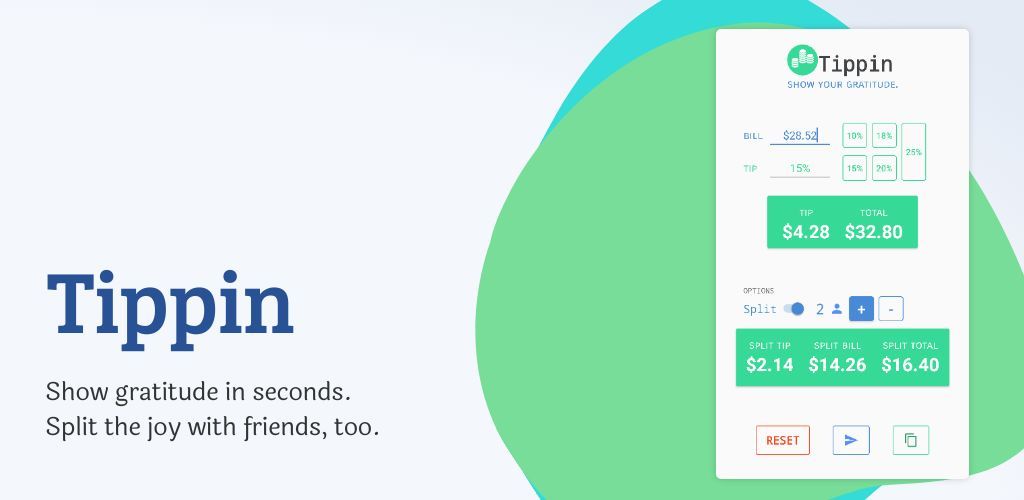 Tippin
Show gratitude in seconds.
Split the joy with friends, too.
Tippin
SHOW YOUR GRATITUDE.
BILL $28.52 10% 18% 25%
TIP 15% 15% 20%
TIP TOTAL
$4.28 $32.80
OPTIONS
Split 2 + -
SPLIT TIP SPLIT BILL SPLIT TOTAL
$2.14 $14.26 $16.40
RESET